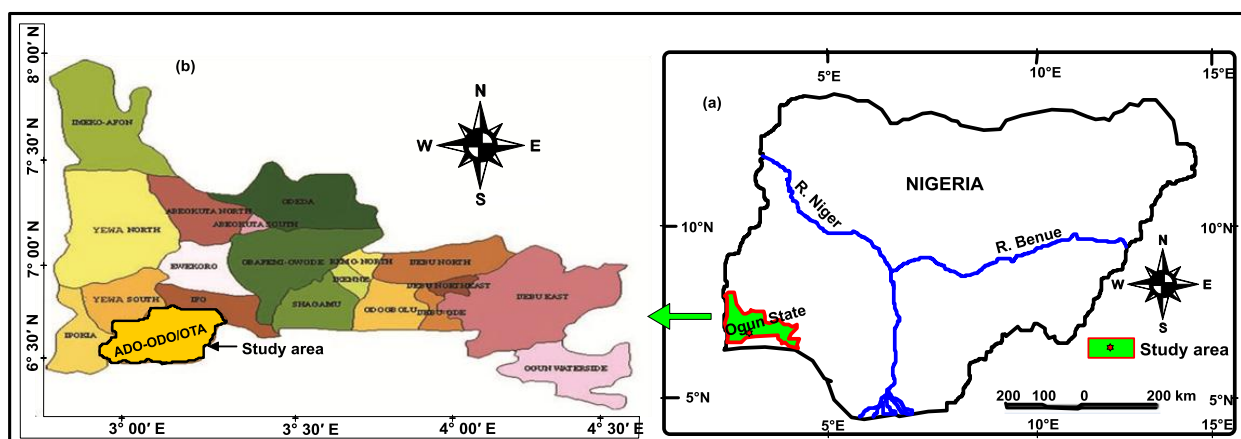 (b)
8° 00' N
7° 30' N
7° 00' N
6° 30' N
IMEKO-AFON
N
W
E
S
ODEDA
ABEOKUTA NORTH
ABEOKUTA SOUTH
YEWA NORTH
EWEKORO
OBAFEMI-OWODE
REMO-NORTH
IJEBU NORTH
IKENNE
IJEBU NORTHEAST
YEWA SOUTH
IFO
SHAGAMU
ODOGBOLU
IJEBU ODE
IJEBU EAST
IPOKIA
ADO-ODO/OTA
Study area
OGUN WATERSIDE
3° 00' E
3° 30' E
4° 00' E
4° 30' E
(a)
5°E
10°E
15°E
NIGERIA
R. Niger
R. Benue
10°N
10°N
N
W
E
S
Ogun State
Study area
5°N
5°N
200 100 0 200 km
5°E
10°E
15°E